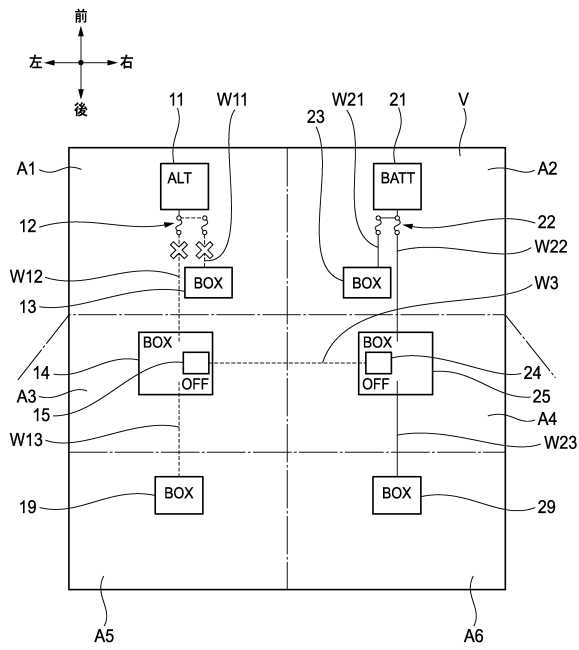 前
左 右
後
11 W11 23 W21 21 V
A1 ALT BATT A2
12 22
W12 W22
13 BOX BOX W3
BOX BOX
14 24
OFF OFF
A3 25
15 A4
W13 W23
19 BOX BOX 29
A5 A6